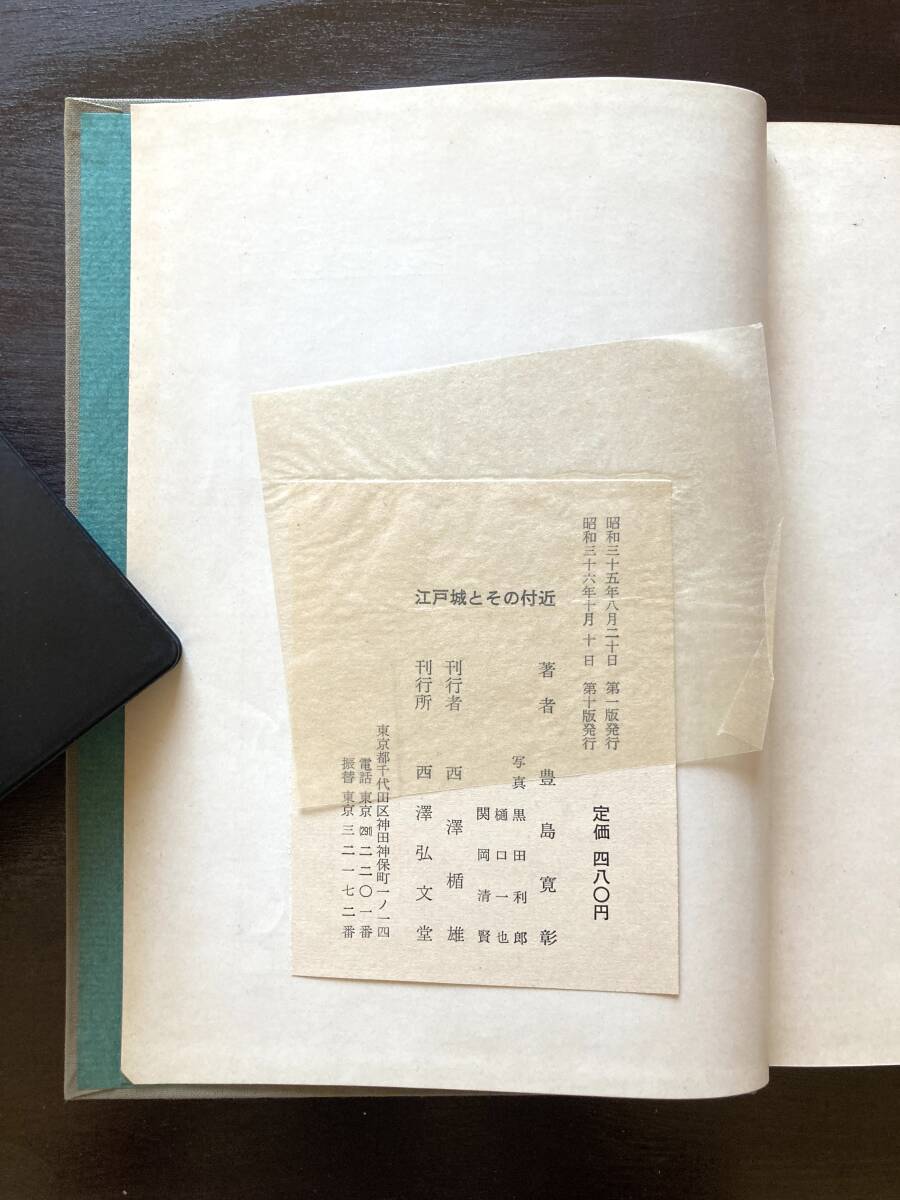 昭和三十五年八月二十日　第一版発行
昭和三十六年十月十日　第十版発行
定価 四八〇円
江戸城とその付近
著者　豊島寛彰
写真　黒田利郎
樋口一也
関岡清賢
刊行者　西澤楯雄
刊行所　西澤弘文堂
東京都千代田区神田神保町一ノ一四
電話 東京(291)二二〇一番
振替 東京三二一七二番